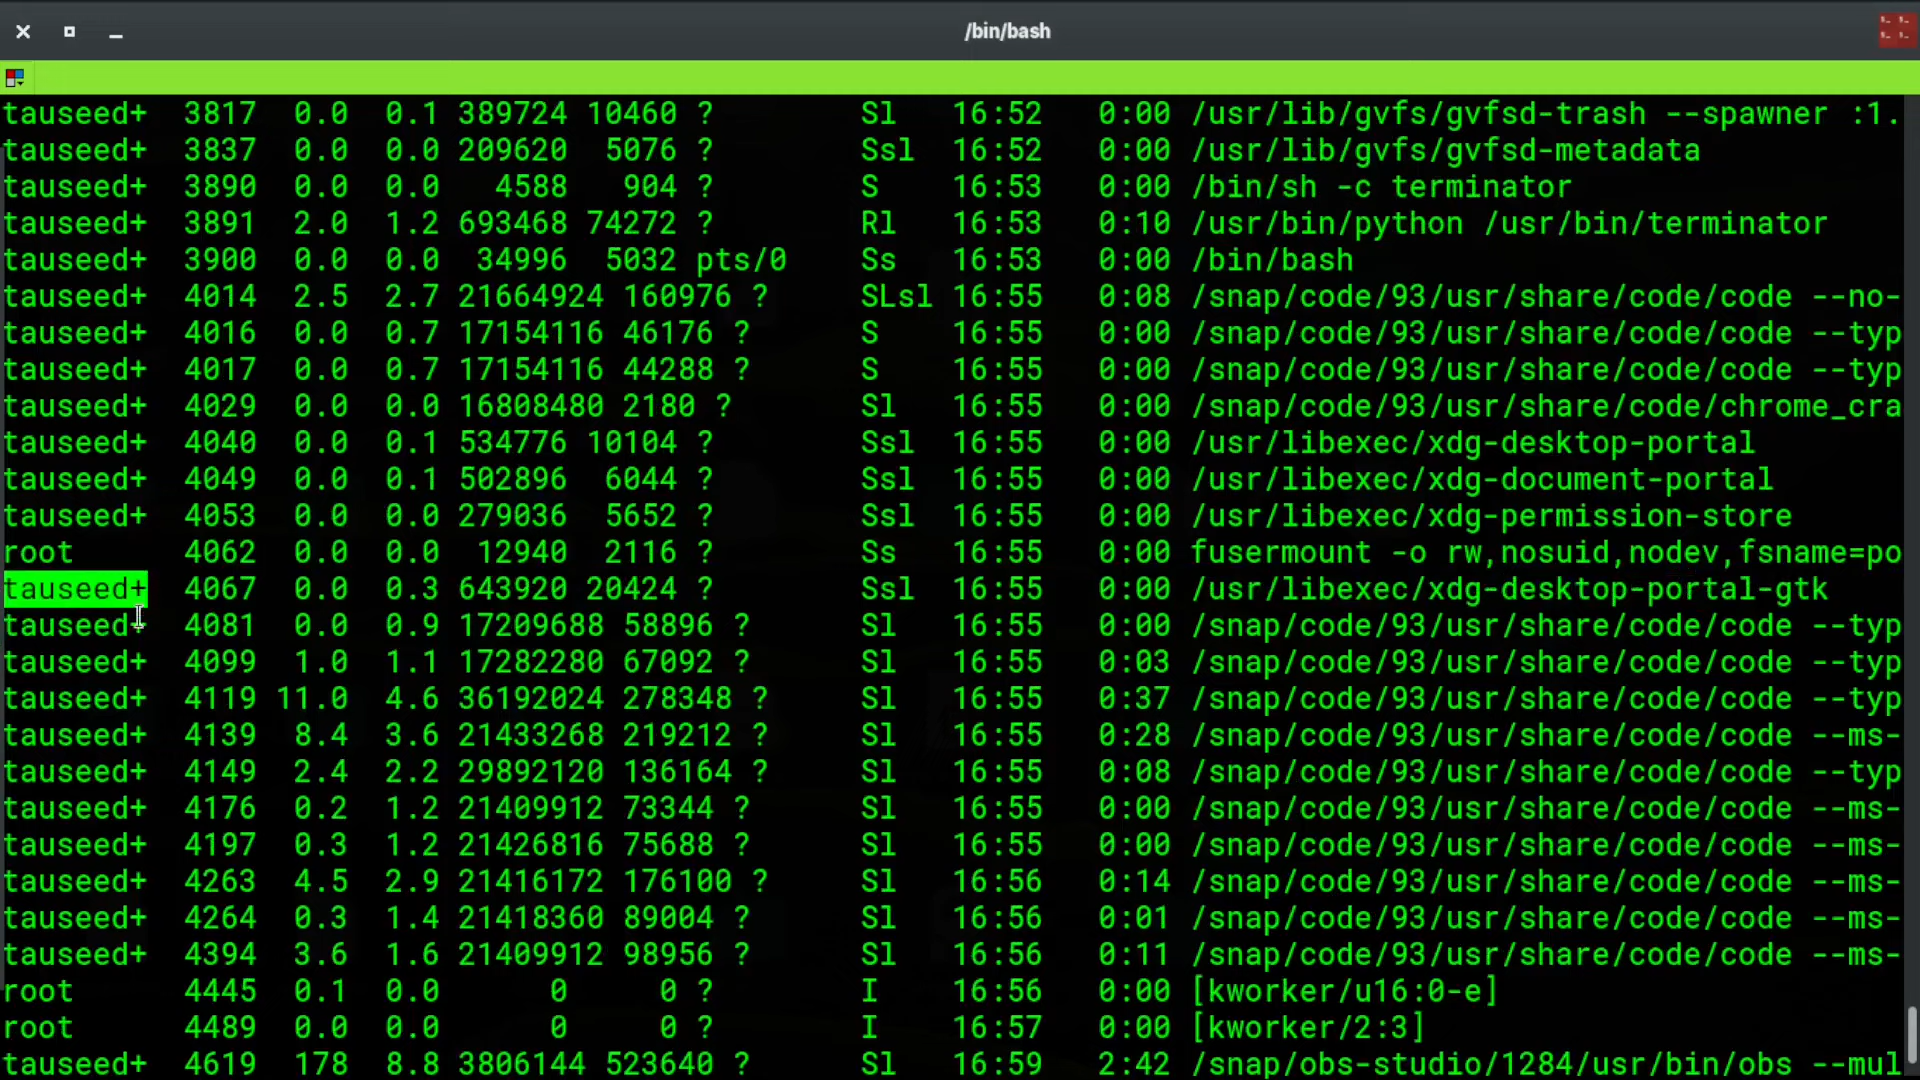 /bin/bash
tauseed+ 3817 0.0 0.1 389724 10460 ? Sl 16:52 0:00 /usr/lib/gvfs/gvfsd-trash --spawner :1.
tauseed+ 3837 0.0 0.0 209620 5076 ? Ssl 16:52 0:00 /usr/lib/gvfs/gvfsd-metadata
tauseed+ 3890 0.0 0.0 4588 904 ? S 16:53 0:00 /bin/sh -c terminator
tauseed+ 3891 2.0 1.2 693468 74272 ? Rl 16:53 0:10 /usr/bin/python /usr/bin/terminator
tauseed+ 3900 0.0 0.0 34996 5032 pts/0 Ss 16:53 0:00 /bin/bash
tauseed+ 4014 2.5 2.7 21664924 160976 ? SLsl 16:55 0:08 /snap/code/93/usr/share/code/code --no-
tauseed+ 4016 0.0 0.7 17154116 46176 ? S 16:55 0:00 /snap/code/93/usr/share/code/code --typ
tauseed+ 4017 0.0 0.7 17154116 44288 ? S 16:55 0:00 /snap/code/93/usr/share/code/code --typ
tauseed+ 4029 0.0 0.0 16808480 2180 ? Sl 16:55 0:00 /snap/code/93/usr/share/code/chrome_cra
tauseed+ 4040 0.0 0.1 534776 10104 ? Ssl 16:55 0:00 /usr/libexec/xdg-desktop-portal
tauseed+ 4049 0.0 0.1 502896 6044 ? Ssl 16:55 0:00 /usr/libexec/xdg-document-portal
tauseed+ 4053 0.0 0.0 279036 5652 ? Ssl 16:55 0:00 /usr/libexec/xdg-permission-store
root 4062 0.0 0.0 12940 2116 ? Ss 16:55 0:00 fusermount -o rw,nosuid,nodev,fsname=po
tauseed+ 4067 0.0 0.3 643920 20424 ? Ssl 16:55 0:00 /usr/libexec/xdg-desktop-portal-gtk
tauseed+ 4081 0.0 0.9 17209688 58896 ? Sl 16:55 0:00 /snap/code/93/usr/share/code/code --typ
tauseed+ 4099 1.0 1.1 17282280 67092 ? Sl 16:55 0:03 /snap/code/93/usr/share/code/code --typ
tauseed+ 4119 11.0 4.6 36192024 278348 ? Sl 16:55 0:37 /snap/code/93/usr/share/code/code --typ
tauseed+ 4139 8.4 3.6 21433268 219212 ? Sl 16:55 0:28 /snap/code/93/usr/share/code/code --ms-
tauseed+ 4149 2.4 2.2 29892120 136164 ? Sl 16:55 0:08 /snap/code/93/usr/share/code/code --typ
tauseed+ 4176 0.2 1.2 21409912 73344 ? Sl 16:55 0:00 /snap/code/93/usr/share/code/code --ms-
tauseed+ 4197 0.3 1.2 21426816 75688 ? Sl 16:55 0:00 /snap/code/93/usr/share/code/code --ms-
tauseed+ 4263 4.5 2.9 21416172 176100 ? Sl 16:56 0:14 /snap/code/93/usr/share/code/code --ms-
tauseed+ 4264 0.3 1.4 21418360 89004 ? Sl 16:56 0:01 /snap/code/93/usr/share/code/code --ms-
tauseed+ 4394 3.6 1.6 21409912 98956 ? Sl 16:56 0:11 /snap/code/93/usr/share/code/code --ms-
root 4445 0.1 0.0 0 0 ? I 16:56 0:00 [kworker/u16:0-e]
root 4489 0.0 0.0 0 0 ? I 16:57 0:00 [kworker/2:3]
tauseed+ 4619 178 8.8 3806144 523640 ? Sl 16:59 2:42 /snap/obs-studio/1284/usr/bin/obs --mul